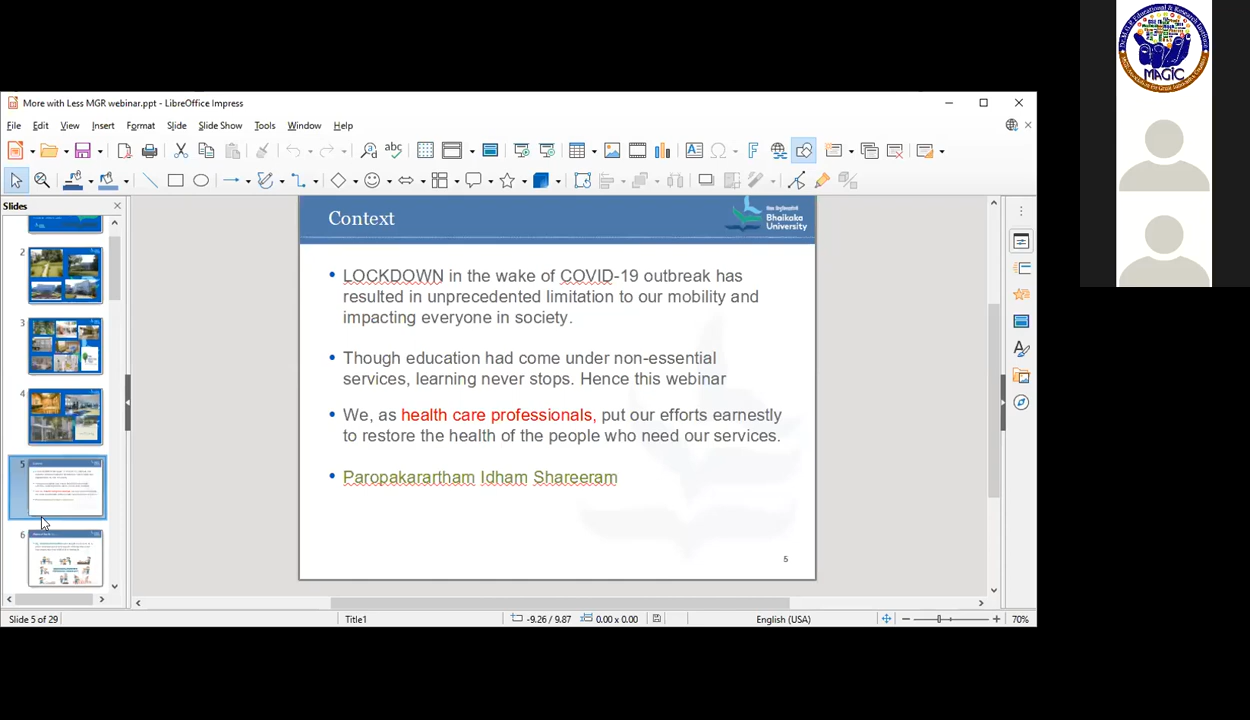 More with Less MGR webinar.ppt - LibreOffice Impress
File Edit View Insert Format Slide Slide Show Tools Window Help
Slides
2
3
4
5
6
Context
Bhaikaka
University
LOCKDOWN in the wake of COVID-19 outbreak has
resulted in unprecedented limitation to our mobility and
impacting everyone in society.
Though education had come under non-essential
services, learning never stops. Hence this webinar
We, as health care professionals, put our efforts earnestly
to restore the health of the people who need our services.
Paropakarartham Idham Shareeram
5
Slide 5 of 29
Title1
-9.26 / 9.87
0.00 x 0.00
English (USA)
70%
MAGIC